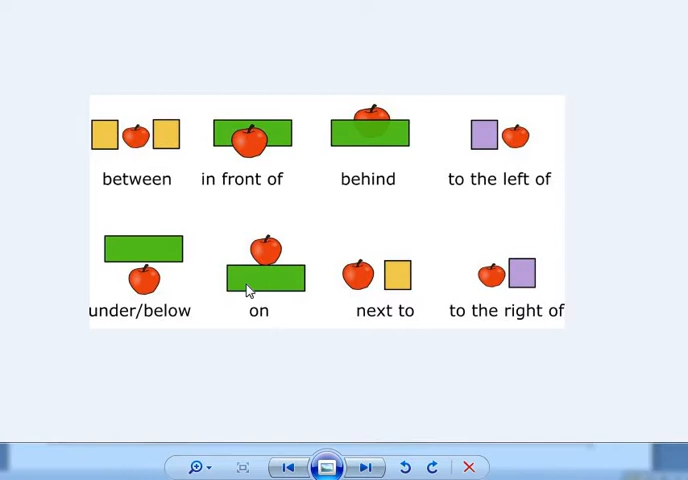 between in front of behind to the left of
under/below on next to to the right of